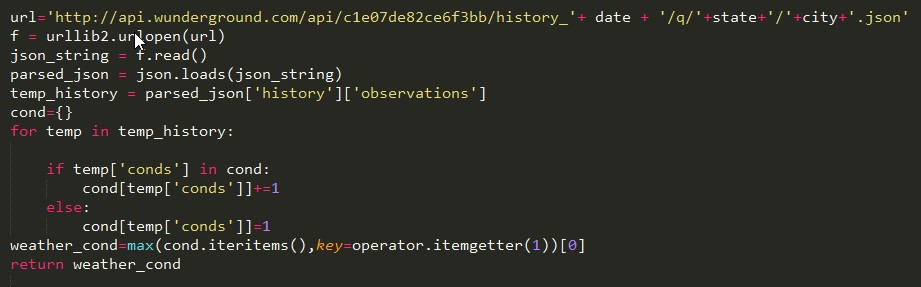 url='http://api.wunderground.com/api/c1e07de82ce6f3bb/history_'+ date + '/q/'+state+'/'+city+'.json'
f = urllib2.urlopen(url)
json_string = f.read()
parsed_json = json.loads(json_string)
temp_history = parsed_json['history']['observations']
cond={}
for temp in temp_history:
    if temp['conds'] in cond:
        cond[temp['conds']]+=1
    else:
        cond[temp['conds']]=1
weather_cond=max(cond.iteritems(),key=operator.itemgetter(1))[0]
return weather_cond